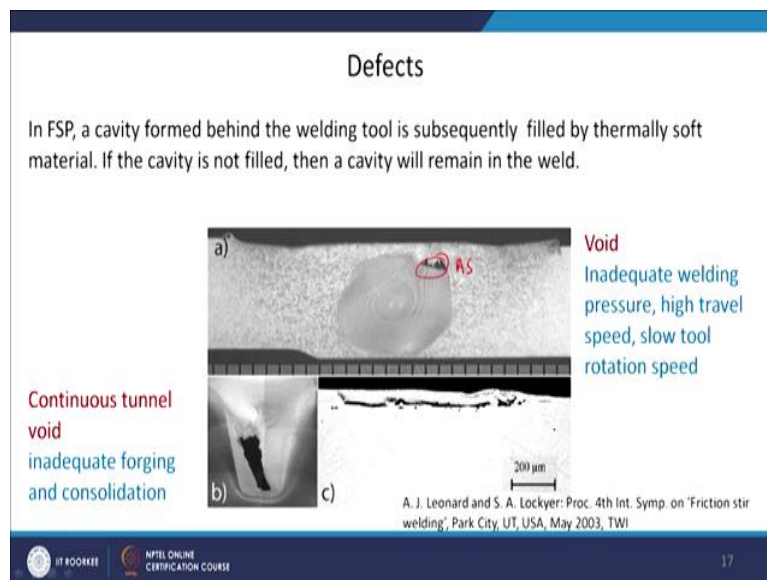 Defects
In FSP, a cavity formed behind the welding tool is subsequently filled by thermally soft
material. If the cavity is not filled, then a cavity will remain in the weld.
a)
AS
Void
Inadequate welding
pressure, high travel
speed, slow tool
rotation speed
Continuous tunnel
void
inadequate forging
and consolidation
b)
c)
200 μm
A. J. Leonard and S. A. Lockyer: Proc. 4th Int. Symp. on 'Friction stir
welding', Park City, UT, USA, May 2003, TWI
IIT ROORKEE
NPTEL ONLINE
CERTIFICATION COURSE
17